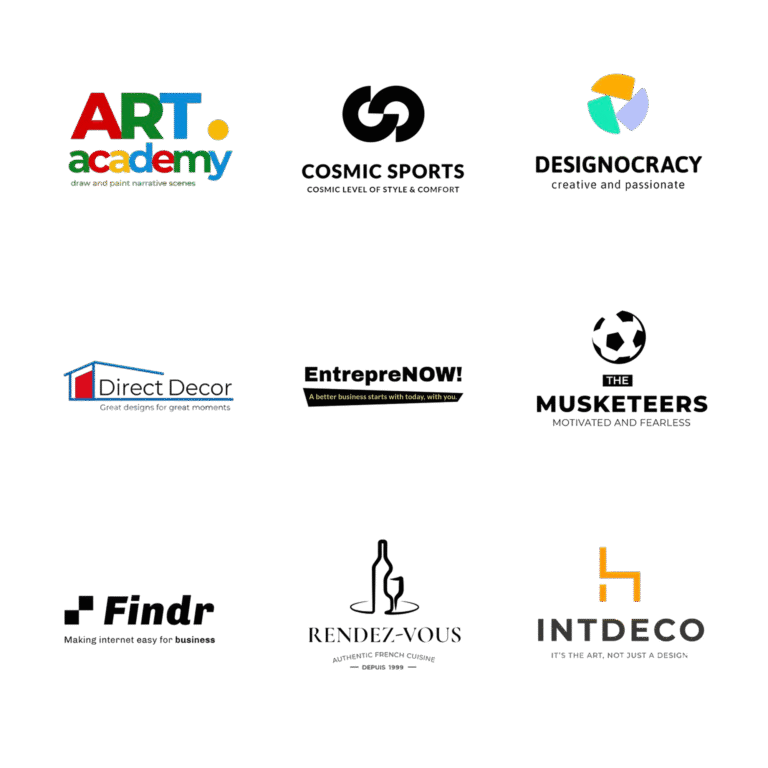 ART
academy
draw and paint narrative scenes
COSMIC SPORTS
COSMIC LEVEL OF STYLE & COMFORT
DESIGNOCRACY
creative and passionate
Direct Decor
Great designs for great moments
EntrepreNOW!
A better business starts with today, with you.
THE
MUSKETEERS
MOTIVATED AND FEARLESS
Findr
Making internet easy for business
RENDEZ-VOUS
AUTHENTIC FRENCH CUISINE
DEPUIS 1999
INTDECO
IT'S THE ART, NOT JUST A DESIGN